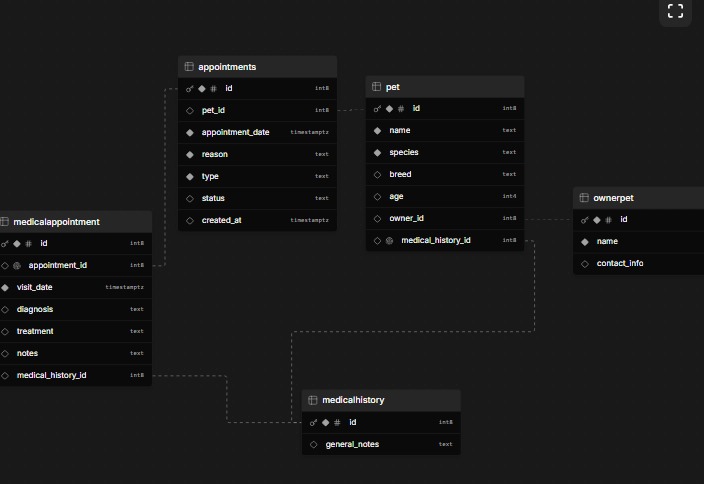 appointments
id int8
pet_id int8
appointment_date timestamptz
reason text
type text
status text
created_at timestamptz
pet
id int8
name text
species text
breed text
age int4
owner_id int8
medical_history_id int8
ownerpet
id
name
contact_info
medicalappointment
id int8
appointment_id int8
visit_date timestamptz
diagnosis text
treatment text
notes text
medical_history_id int8
medicalhistory
id int8
general_notes text